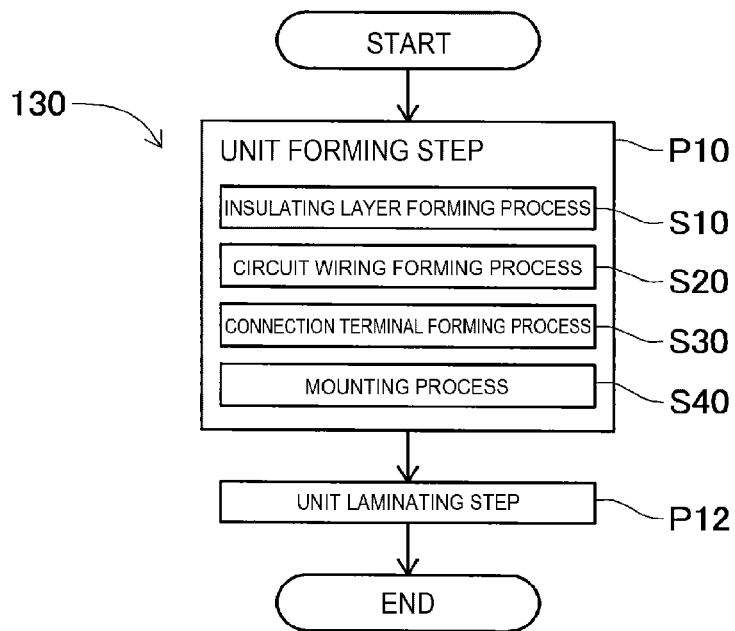 START
130
UNIT FORMING STEP
P10
INSULATING LAYER FORMING PROCESS
S10
CIRCUIT WIRING FORMING PROCESS
S20
CONNECTION TERMINAL FORMING PROCESS
S30
MOUNTING PROCESS
S40
UNIT LAMINATING STEP
P12
END